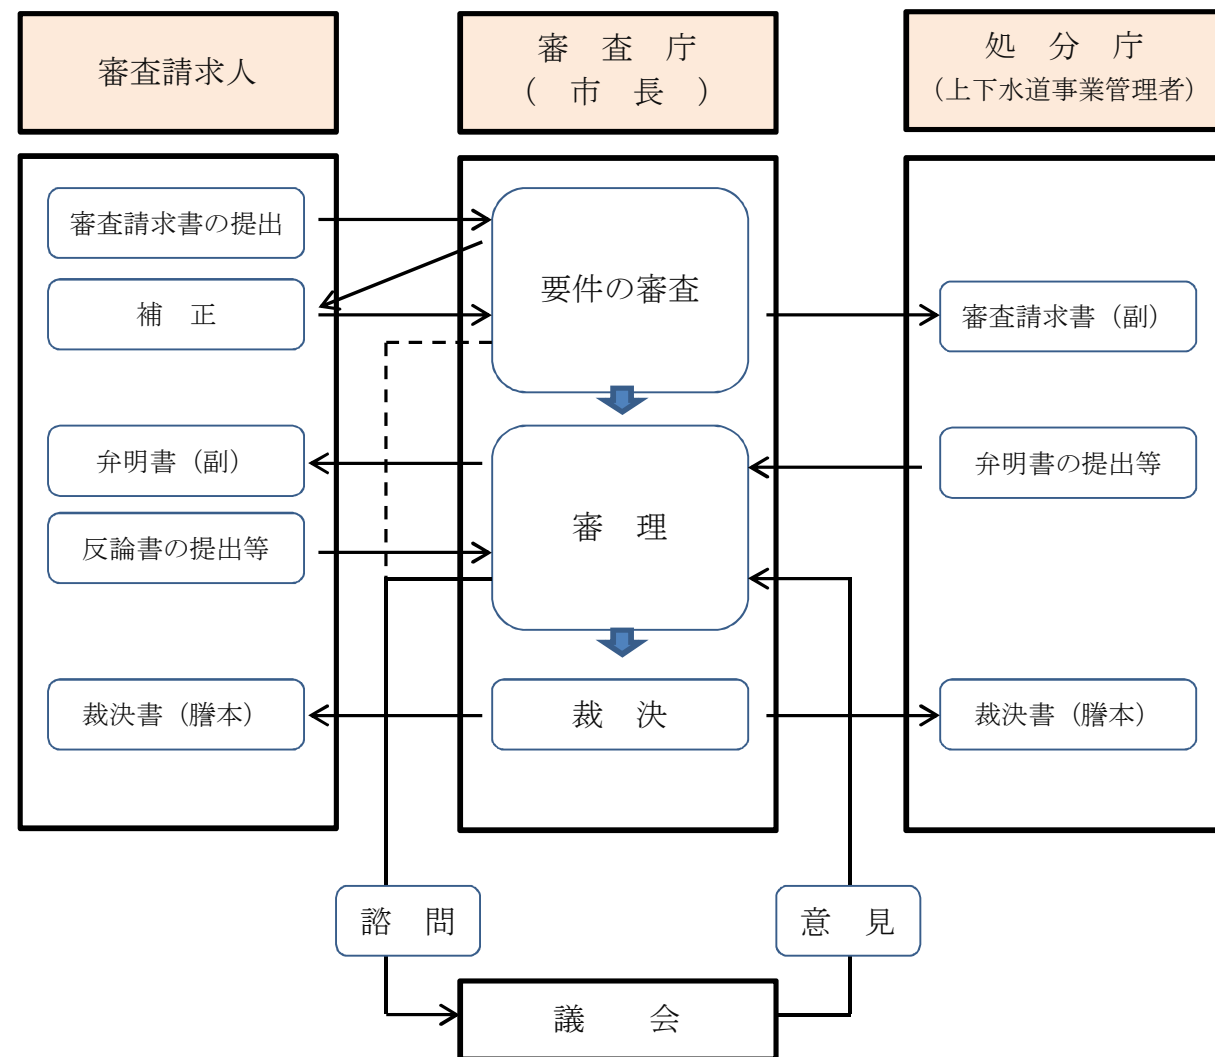 審査請求人
審　査　庁
（　市　長　）
処　分　庁
（上下水道事業管理者）
審査請求書の提出
補　正
要件の審査
審査請求書（副）
弁明書（副）
反論書の提出等
審　理
弁明書の提出等
裁決書（謄本）
裁　決
裁決書（謄本）
諮　問
意　見
議　　会